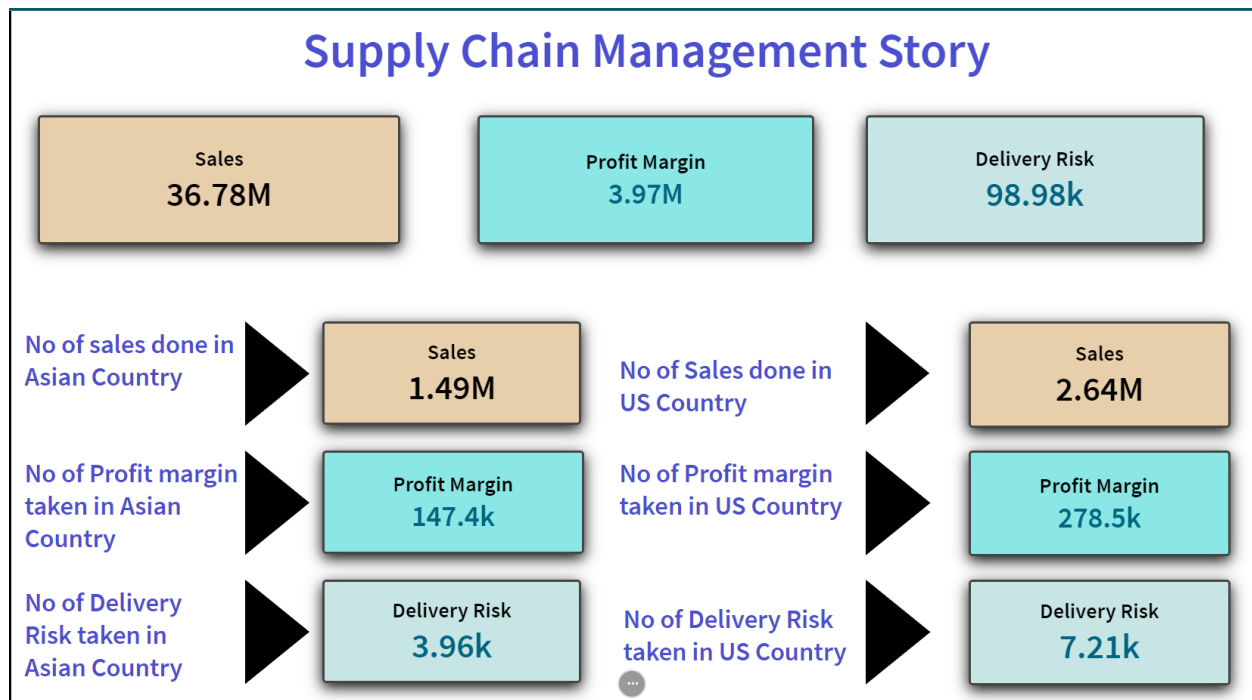 Supply Chain Management Story
Sales
36.78M
Profit Margin
3.97M
Delivery Risk
98.98k
No of sales done in
Asian Country
Sales
1.49M
No of Sales done in
US Country
Sales
2.64M
No of Profit margin
taken in Asian
Country
Profit Margin
147.4k
No of Profit margin
taken in US Country
Profit Margin
278.5k
No of Delivery
Risk taken in
Asian Country
Delivery Risk
3.96k
No of Delivery Risk
taken in US Country
Delivery Risk
7.21k